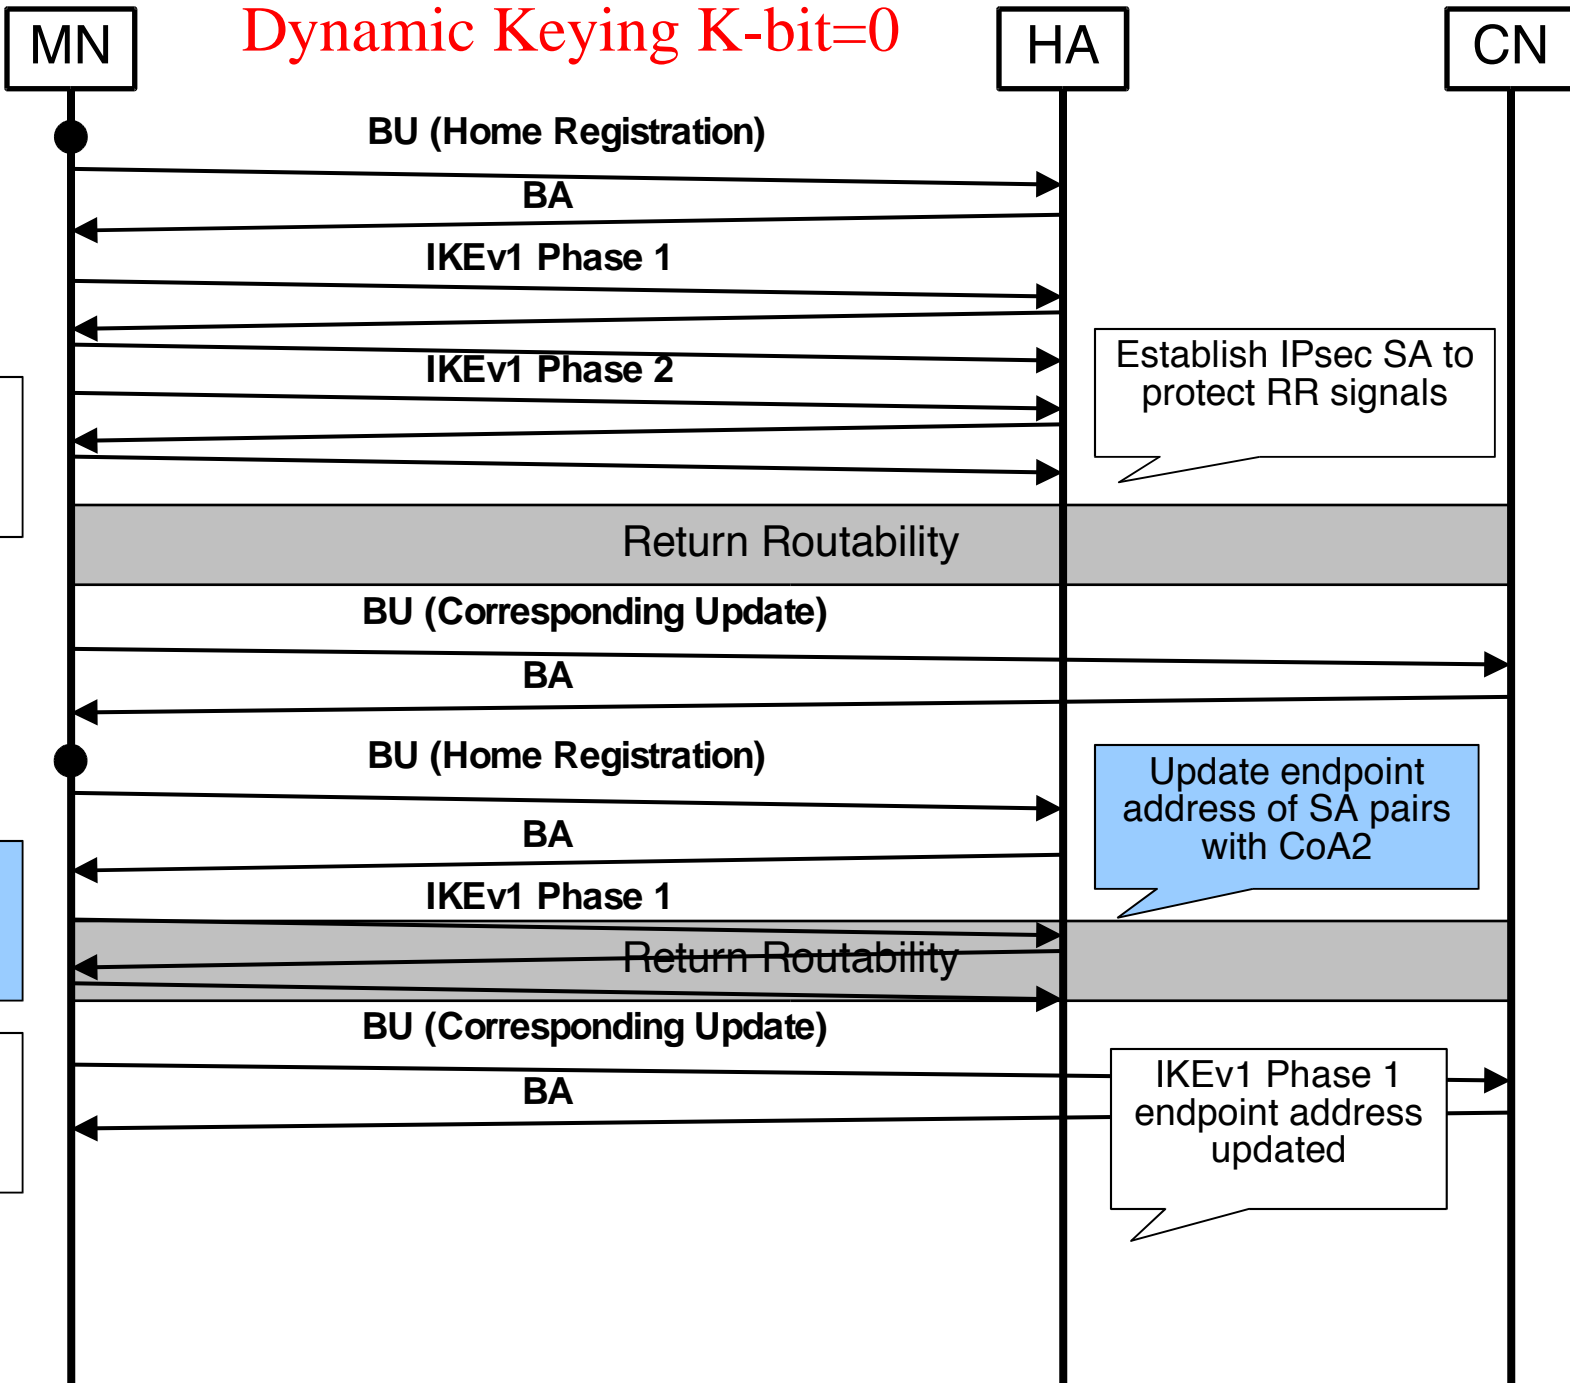 MN
Dynamic Keying K-bit=0
HA
CN
BU (Home Registration)
BA
IKEv1 Phase 1
IKEv1 Phase 2
Establish IPsec SA to
protect RR signals
Return Routability
BU (Corresponding Update)
BA
BU (Home Registration)
Update endpoint
address of SA pairs
with CoA2
BA
IKEv1 Phase 1
Return Routability
BU (Corresponding Update)
IKEv1 Phase 1
endpoint address
updated
BA